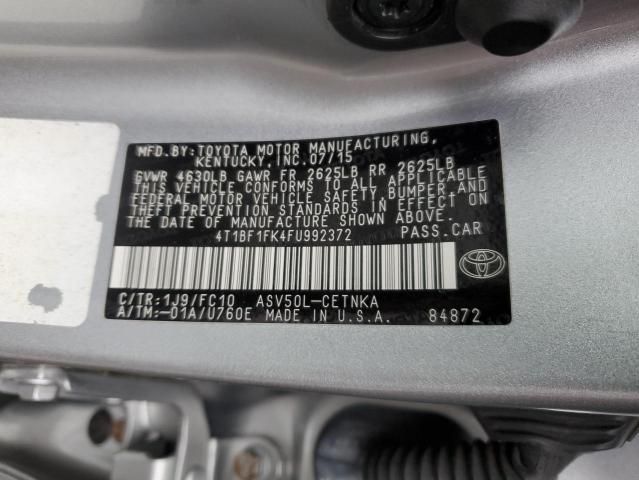 MFD.BY:TOYOTA MOTOR MANUFACTURING,
KENTUCKY,INC.07/15
GVWR 4630LB GAWR FR 2625LB RR 2625LB
THIS VEHICLE CONFORMS TO ALL APPLICABLE
FEDERAL MOTOR VEHICLE SAFETY,BUMPER AND
THEFT PREVENTION STANDARDS IN EFFECT ON
THE DATE OF MANUFACTURE SHOWN ABOVE.
4T1BF1FK4FU992372 PASS.CAR
C/TR:1J9/FC10 ASV50L-CETNKA
A/TM:-01A/U760E MADE IN U.S.A. 84872